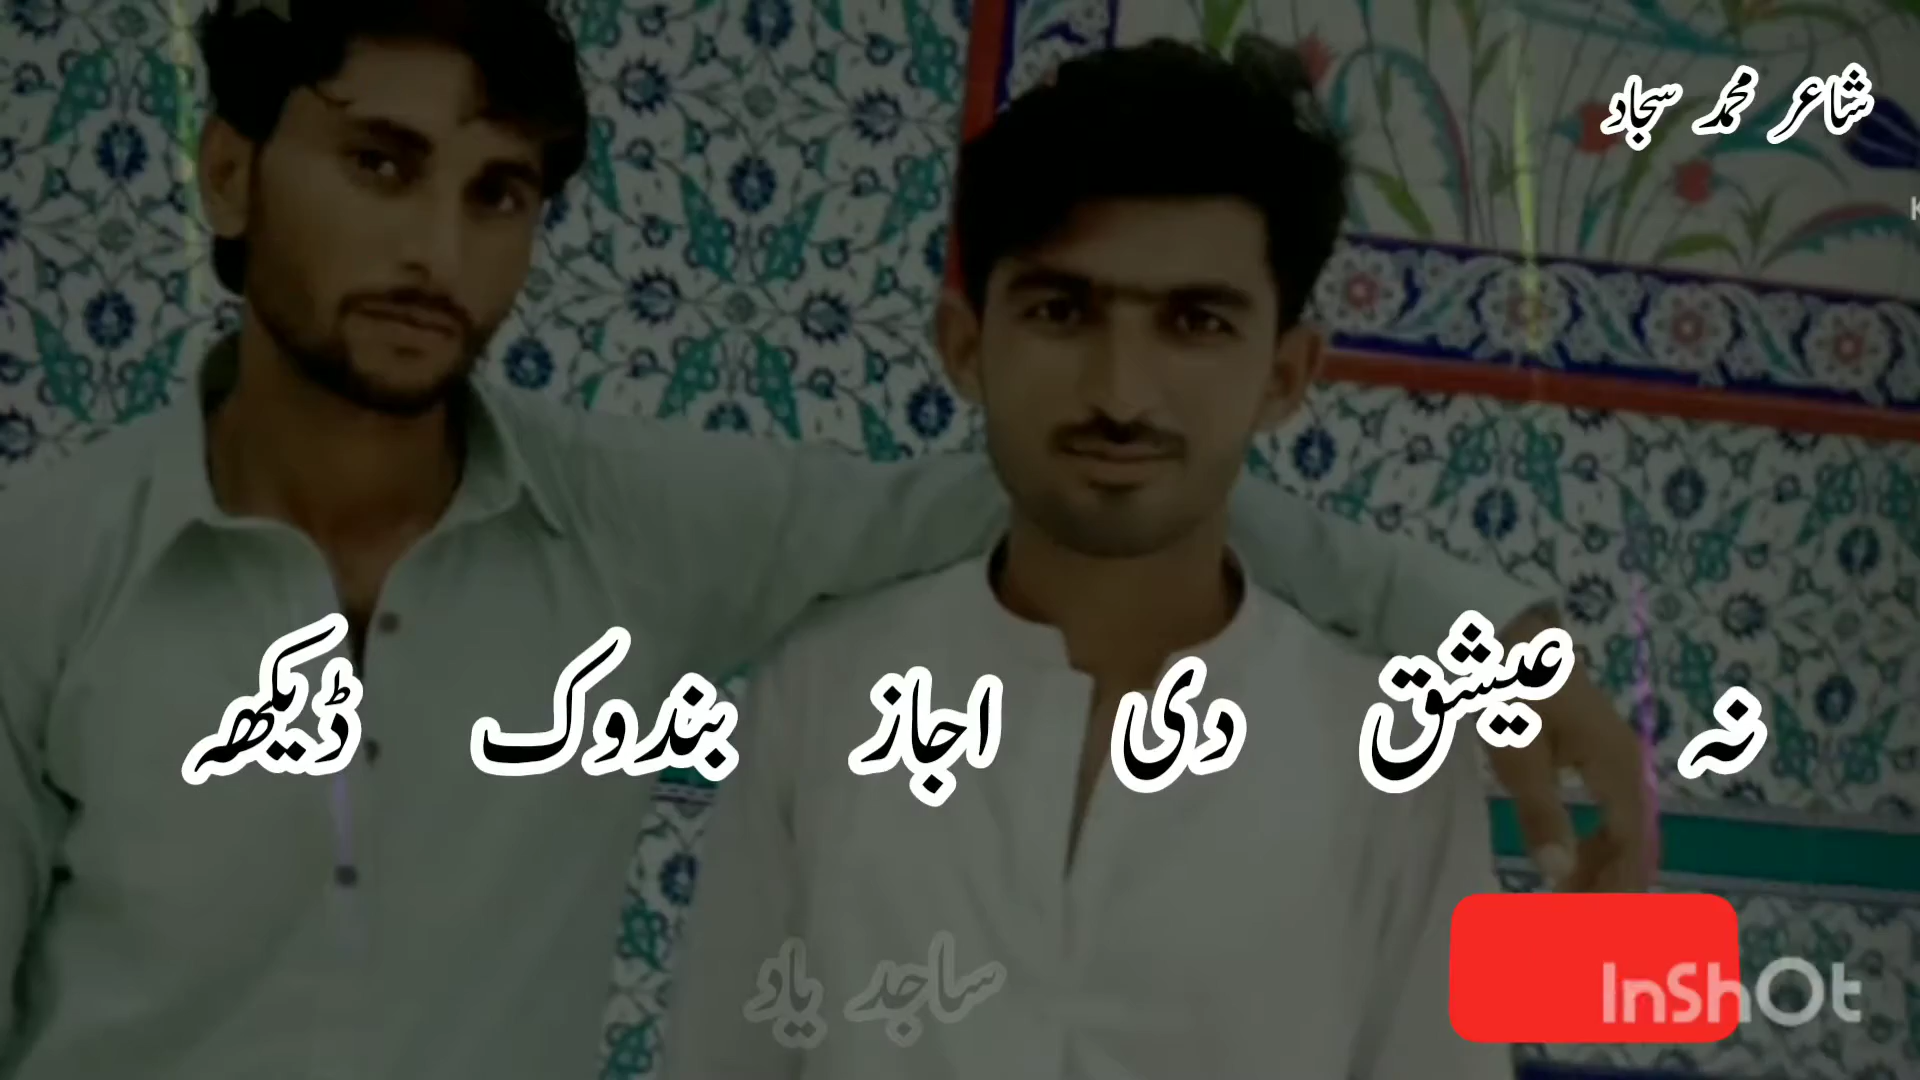 شاعر محمد سجاد
نہ عیشق دی اجاز بندوک ڈیکھ
ساجد یاد
InShOt